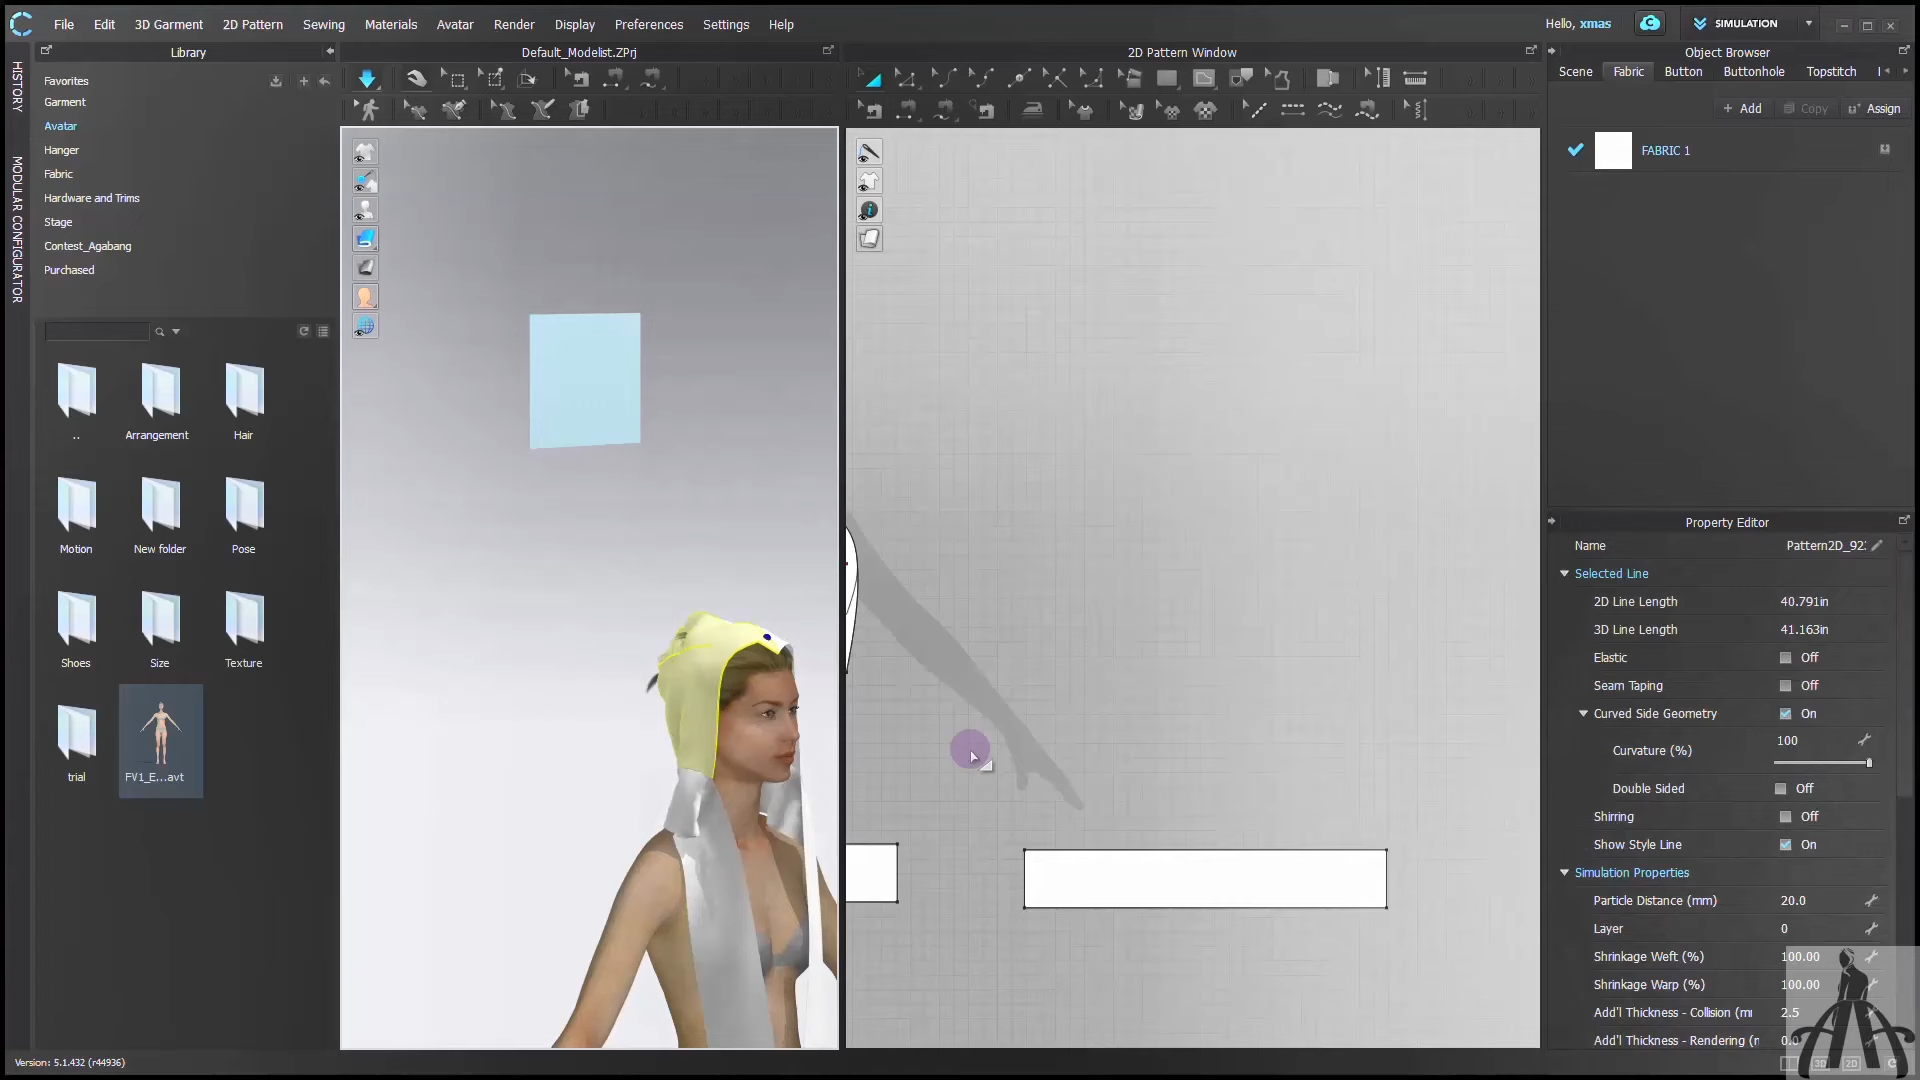 File Edit 3D Garment 2D Pattern Sewing Materials Avatar Render Display Preferences Settings Help
Hello, xmas
SIMULATION
Library
Default_Modelist.ZPrj
2D Pattern Window
Object Browser
HISTORY
MODULAR CONFIGURATOR
Favorites
Garment
Avatar
Hanger
Fabric
Hardware and Trims
Stage
Contest_Agabang
Purchased
Scene Fabric Button Buttonhole Topstitch
+ Add Copy Assign
FABRIC 1
.. Arrangement Hair
Motion New folder Pose
Shoes Size Texture
trial FV1_E...avt
Property Editor
Name Pattern2D_92
Selected Line
2D Line Length 40.791in
3D Line Length 41.163in
Elastic Off
Seam Taping Off
Curved Side Geometry On
Curvature (%) 100
Double Sided Off
Shirring Off
Show Style Line On
Simulation Properties
Particle Distance (mm) 20.0
Layer 0
Shrinkage Weft (%) 100.00
Shrinkage Warp (%) 100.00
Add'l Thickness - Collision (m 2.5
Add'l Thickness - Rendering (r 0.0
3D 2D
Version: 5.1.432 (r44936)